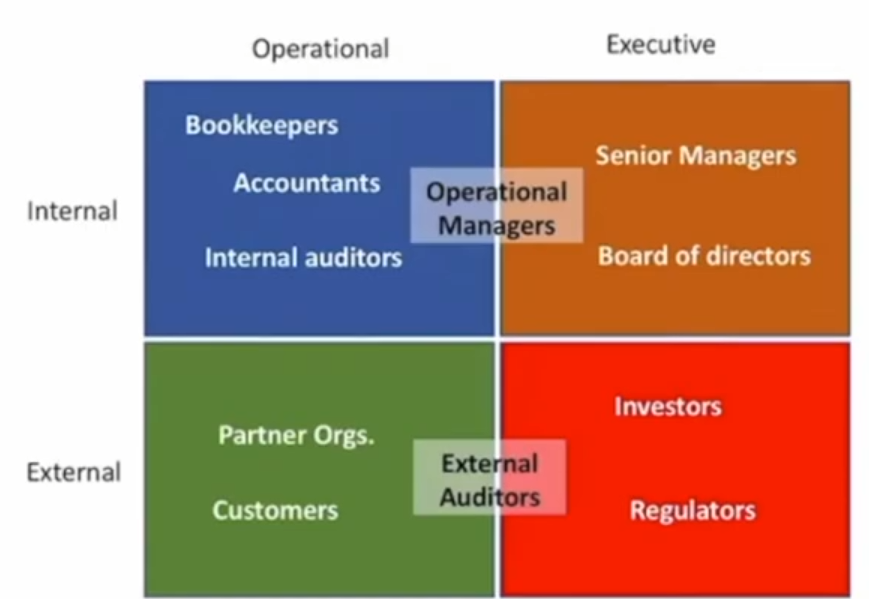 Operational
Executive
Internal
Bookkeepers
Accountants
Internal auditors
Operational
Managers
Senior Managers
Board of directors
External
Partner Orgs.
Customers
External
Auditors
Investors
Regulators